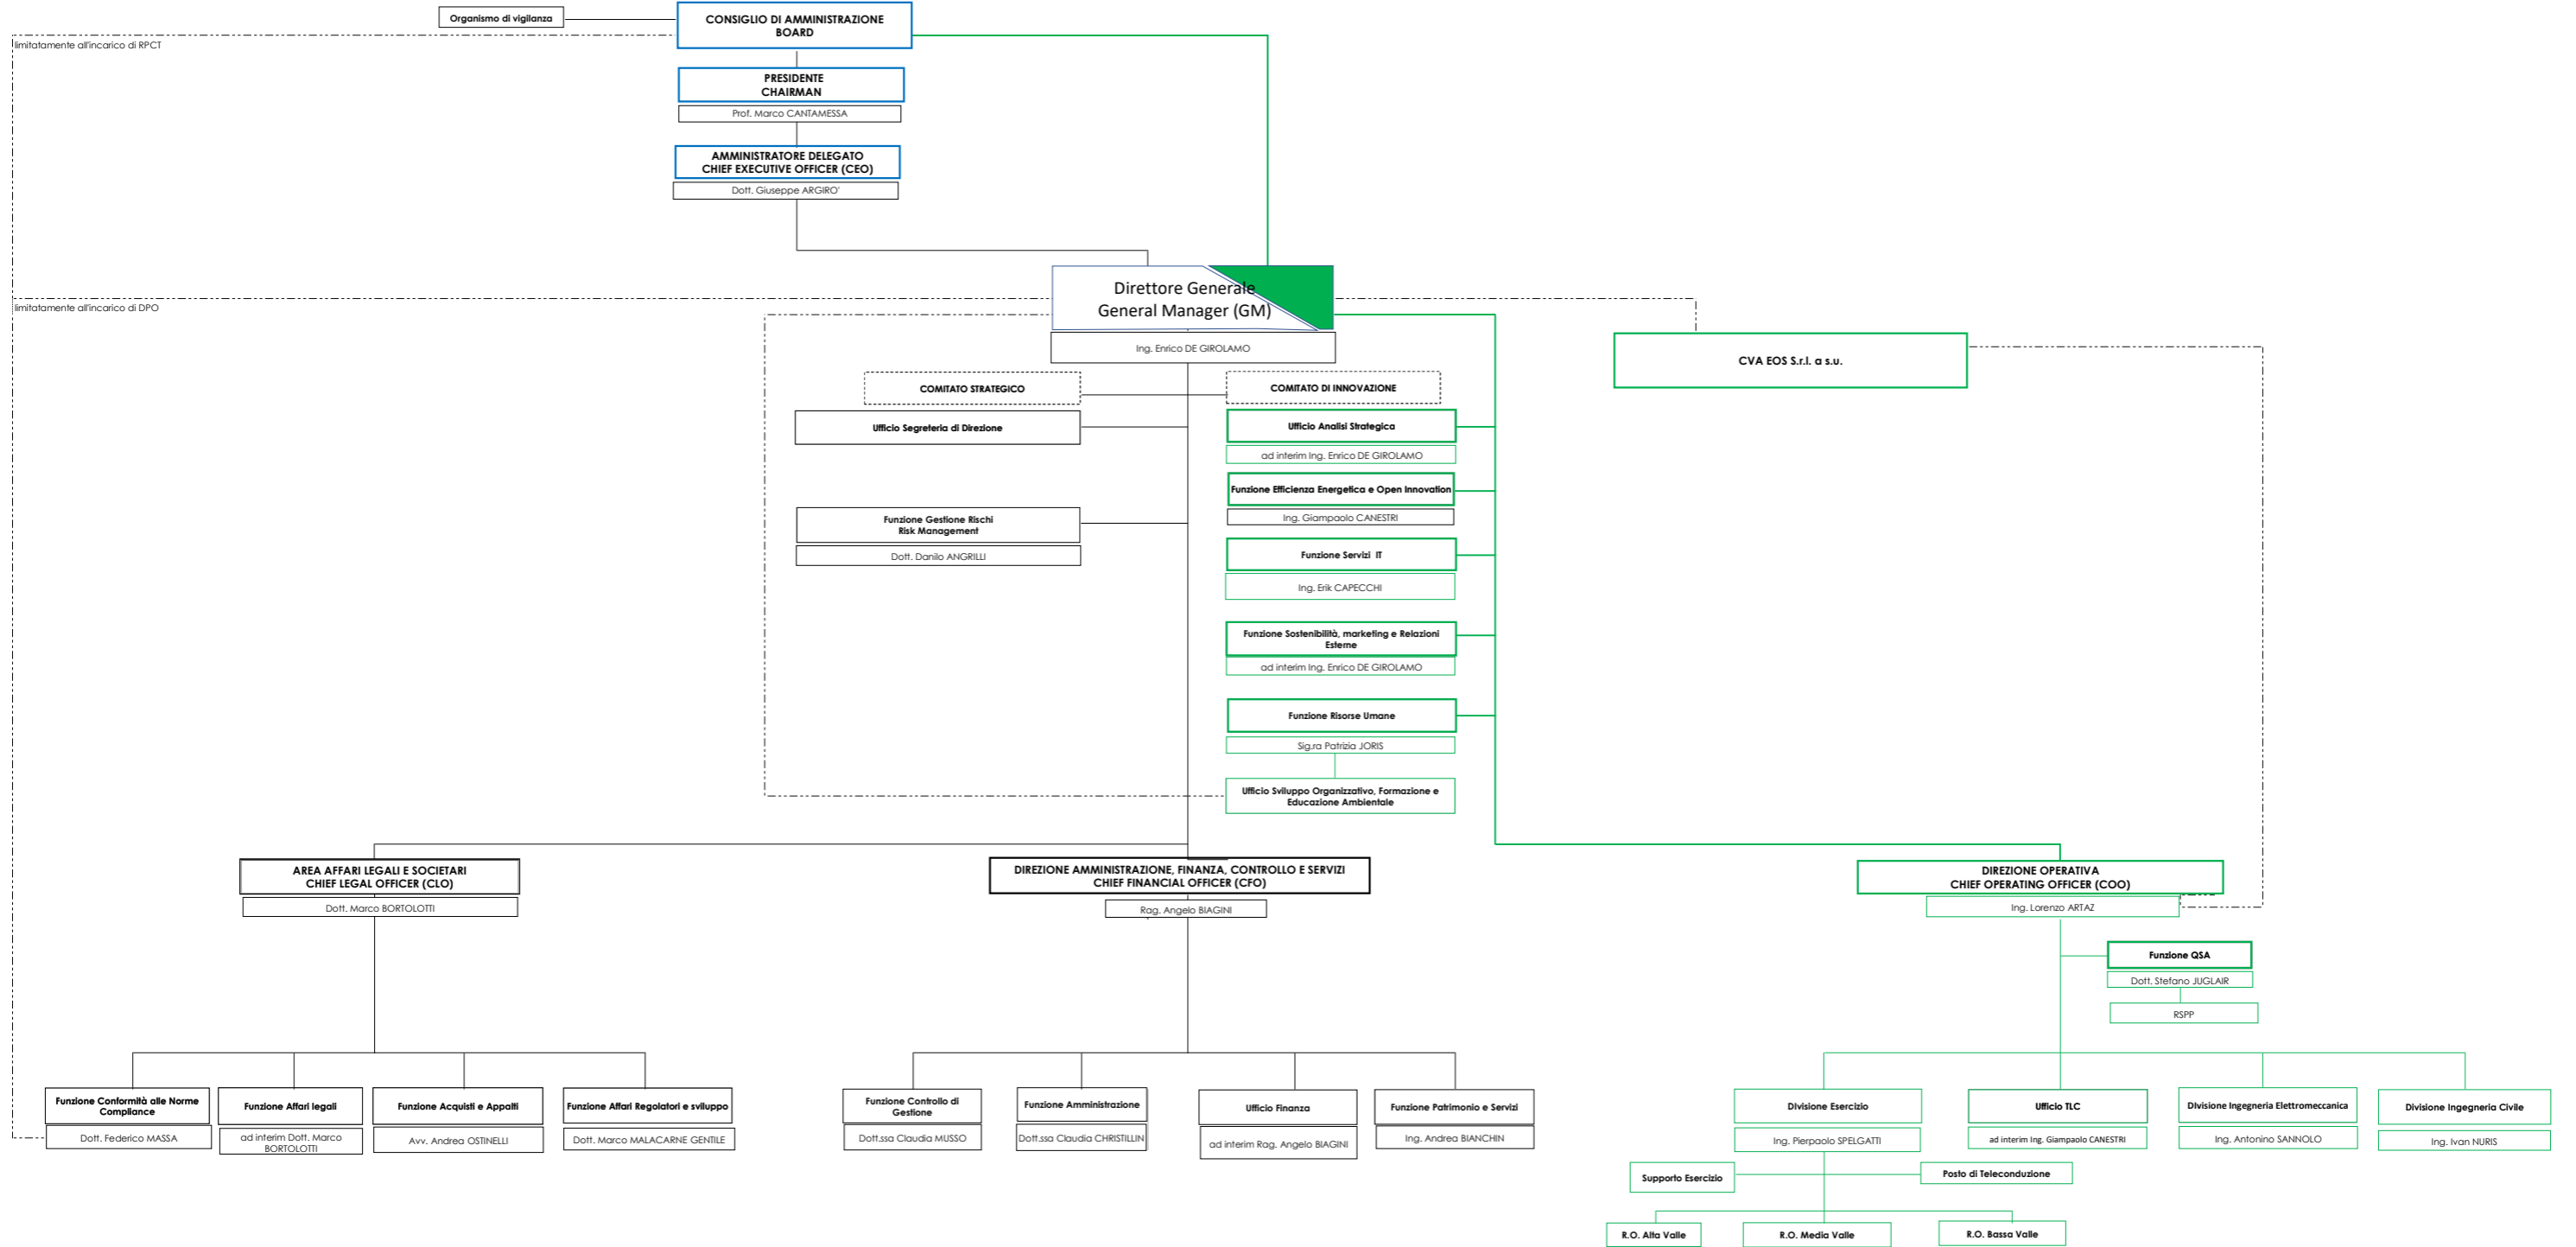 Organismo di vigilanza
CONSIGLIO DI AMMINISTRAZIONE
BOARD
limitatamente all'incarico di RPCT
PRESIDENTE
CHAIRMAN
Prof. Marco CANTAMESSA
AMMINISTRATORE DELEGATO
CHIEF EXECUTIVE OFFICER (CEO)
Dott. Giuseppe ARGIRO'
Direttore Generale
General Manager (GM)
limitatamente all'incarico di DPO
Ing. Enrico DE GIROLAMO
CVA EOS S.r.l. a s.u.
COMITATO STRATEGICO
COMITATO DI INNOVAZIONE
Ufficio Segreteria di Direzione
Ufficio Analisi Strategica
ad interim Ing. Enrico DE GIROLAMO
Funzione Efficienza Energetica e Open Innovation
Ing. Giampaolo CANESTRI
Funzione Gestione Rischi
Risk Management
Dott. Danilo ANGRILLI
Funzione Servizi IT
Ing. Erik CAPECCHI
Funzione Sostenibilità, marketing e Relazioni
Esterne
ad interim Ing. Enrico DE GIROLAMO
Funzione Risorse Umane
Sig.ra Patrizia JORIS
Ufficio Sviluppo Organizzativo, Formazione e
Educazione Ambientale
AREA AFFARI LEGALI E SOCIETARI
CHIEF LEGAL OFFICER (CLO)
Dott. Marco BORTOLOTTI
DIREZIONE AMMINISTRAZIONE, FINANZA, CONTROLLO E SERVIZI
CHIEF FINANCIAL OFFICER (CFO)
Rag. Angelo BIAGINI
DIREZIONE OPERATIVA
CHIEF OPERATING OFFICER (COO)
Ing. Lorenzo ARTAZ
Funzione QSA
Dott. Stefano JUGLAIR
RSPP
Funzione Conformità alle Norme
Compliance
Dott. Federico MASSA
Funzione Affari legali
ad interim Dott. Marco
BORTOLOTTI
Funzione Acquisti e Appalti
Avv. Andrea OSTINELLI
Funzione Affari Regolatori e sviluppo
Dott. Marco MALACARNE GENTILE
Funzione Controllo di
Gestione
Dott.ssa Claudia MUSSO
Funzione Amministrazione
Dott.ssa Claudia CHRISTILLIN
Ufficio Finanza
ad interim Rag. Angelo BIAGINI
Funzione Patrimonio e Servizi
Ing. Andrea BIANCHIN
DIvisione Esercizio
Ing. Pierpaolo SPELGATTI
Ufficio TLC
ad interim Ing. Giampaolo CANESTRI
DIvisione Ingegneria Elettromeccanica
Ing. Antonino SANNOLO
Divisione Ingegneria Civile
Ing. Ivan NURIS
Supporto Esercizio
Posto di Teleconduzione
R.O. Alta Valle
R.O. Media Valle
R.O. Bassa Valle